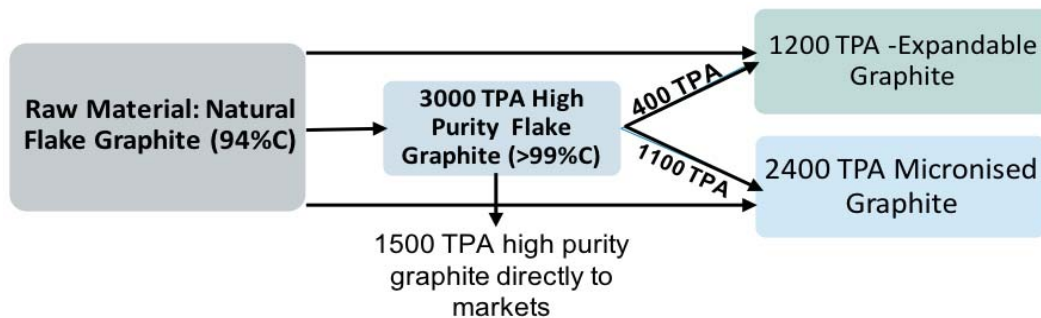 Raw Material: Natural
Flake Graphite (94%C)
3000 TPA High
Purity Flake
Graphite (>99%C)
400 TPA
1100 TPA
1200 TPA -Expandable
Graphite
2400 TPA Micronised
Graphite
1500 TPA high purity
graphite directly to
markets